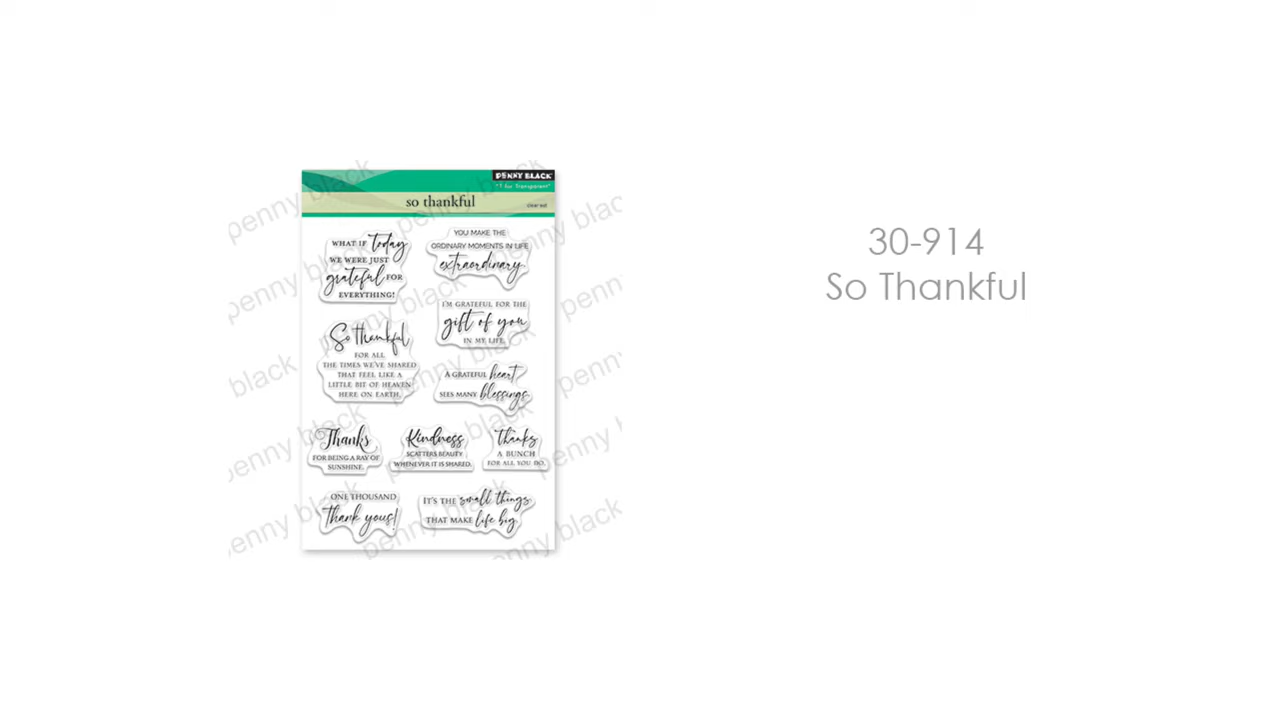 PENNY BLACK
"T for Transparent"
so thankful
clear set
WHAT IF today
WE WERE JUST
grateful FOR
EVERYTHING!
YOU MAKE THE
ORDINARY MOMENTS IN LIFE
extraordinary
I'M GRATEFUL FOR THE
gift of you
IN MY LIFE.
So thankful
FOR ALL
THE TIMES WE'VE SHARED
THAT FEEL LIKE A
LITTLE BIT OF HEAVEN
HERE ON EARTH.
A GRATEFUL heart
SEES MANY blessings.
Thanks
FOR BEING A RAY OF
SUNSHINE.
Kindness
SCATTERS BEAUTY
WHENEVER IT IS SHARED.
Thanks
A BUNCH
FOR ALL YOU DO.
ONE THOUSAND
Thank yous!
IT'S THE small things
THAT MAKE life big.
penny black
30-914
So Thankful